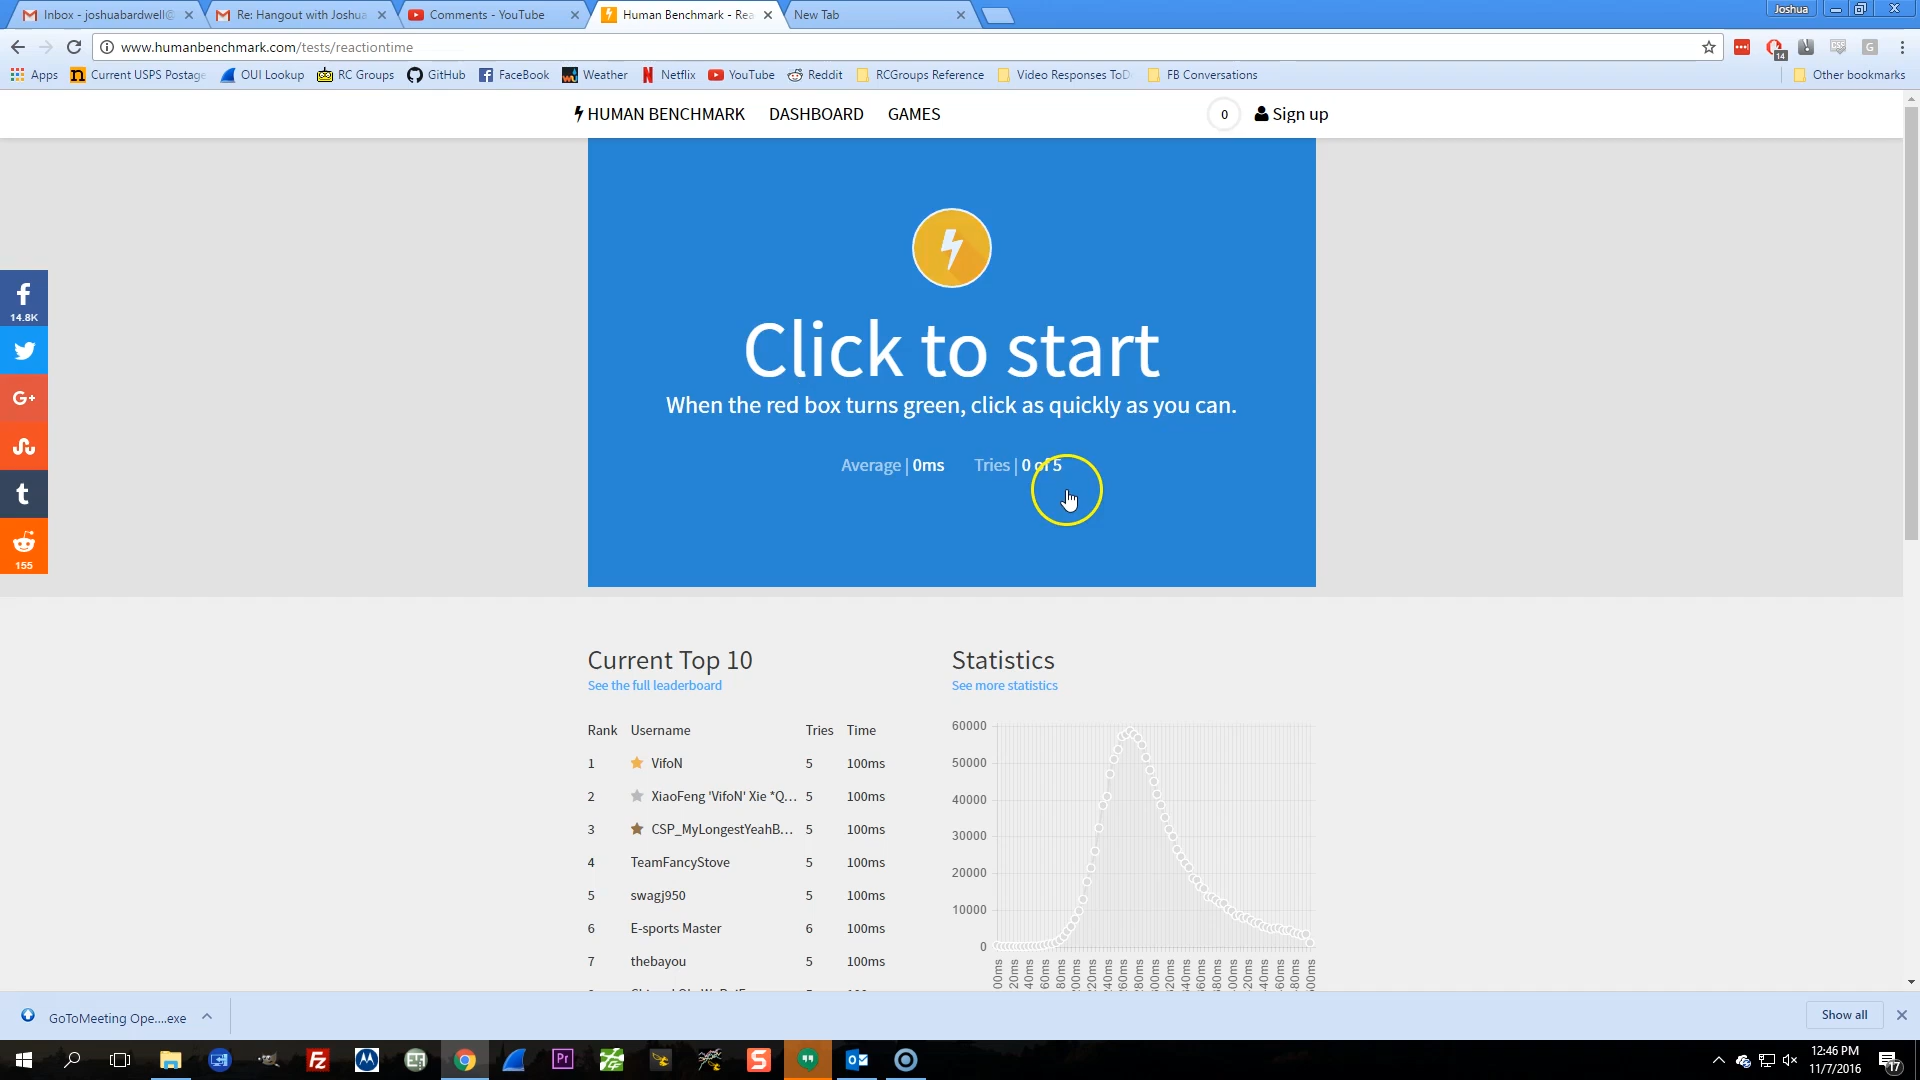 Inbox - joshuabardwell@
Re: Hangout with Joshua
Comments - YouTube
Human Benchmark - Rea
New Tab
Joshua
www.humanbenchmark.com/tests/reactiontime
14
Apps
Current USPS Postage
OUI Lookup
RC Groups
GitHub
FaceBook
Weather
Netflix
YouTube
Reddit
RCGroups Reference
Video Responses ToD
FB Conversations
Other bookmarks
HUMAN BENCHMARK
DASHBOARD
GAMES
0
Sign up
14.8K
G+
155
Click to start
When the red box turns green, click as quickly as you can.
Average | 0ms
Tries | 0 of 5
Current Top 10
See the full leaderboard
Rank Username Tries Time
1 VifoN 5 100ms
2 XiaoFeng 'VifoN' Xie *Q... 5 100ms
3 CSP_MyLongestYeahB... 5 100ms
4 TeamFancyStove 5 100ms
5 swagj950 5 100ms
6 E-sports Master 6 100ms
7 thebayou 5 100ms
Statistics
See more statistics
60000
50000
40000
30000
20000
10000
0
GoToMeeting Ope....exe
Show all
Pr
12:46 PM
11/7/2016
17